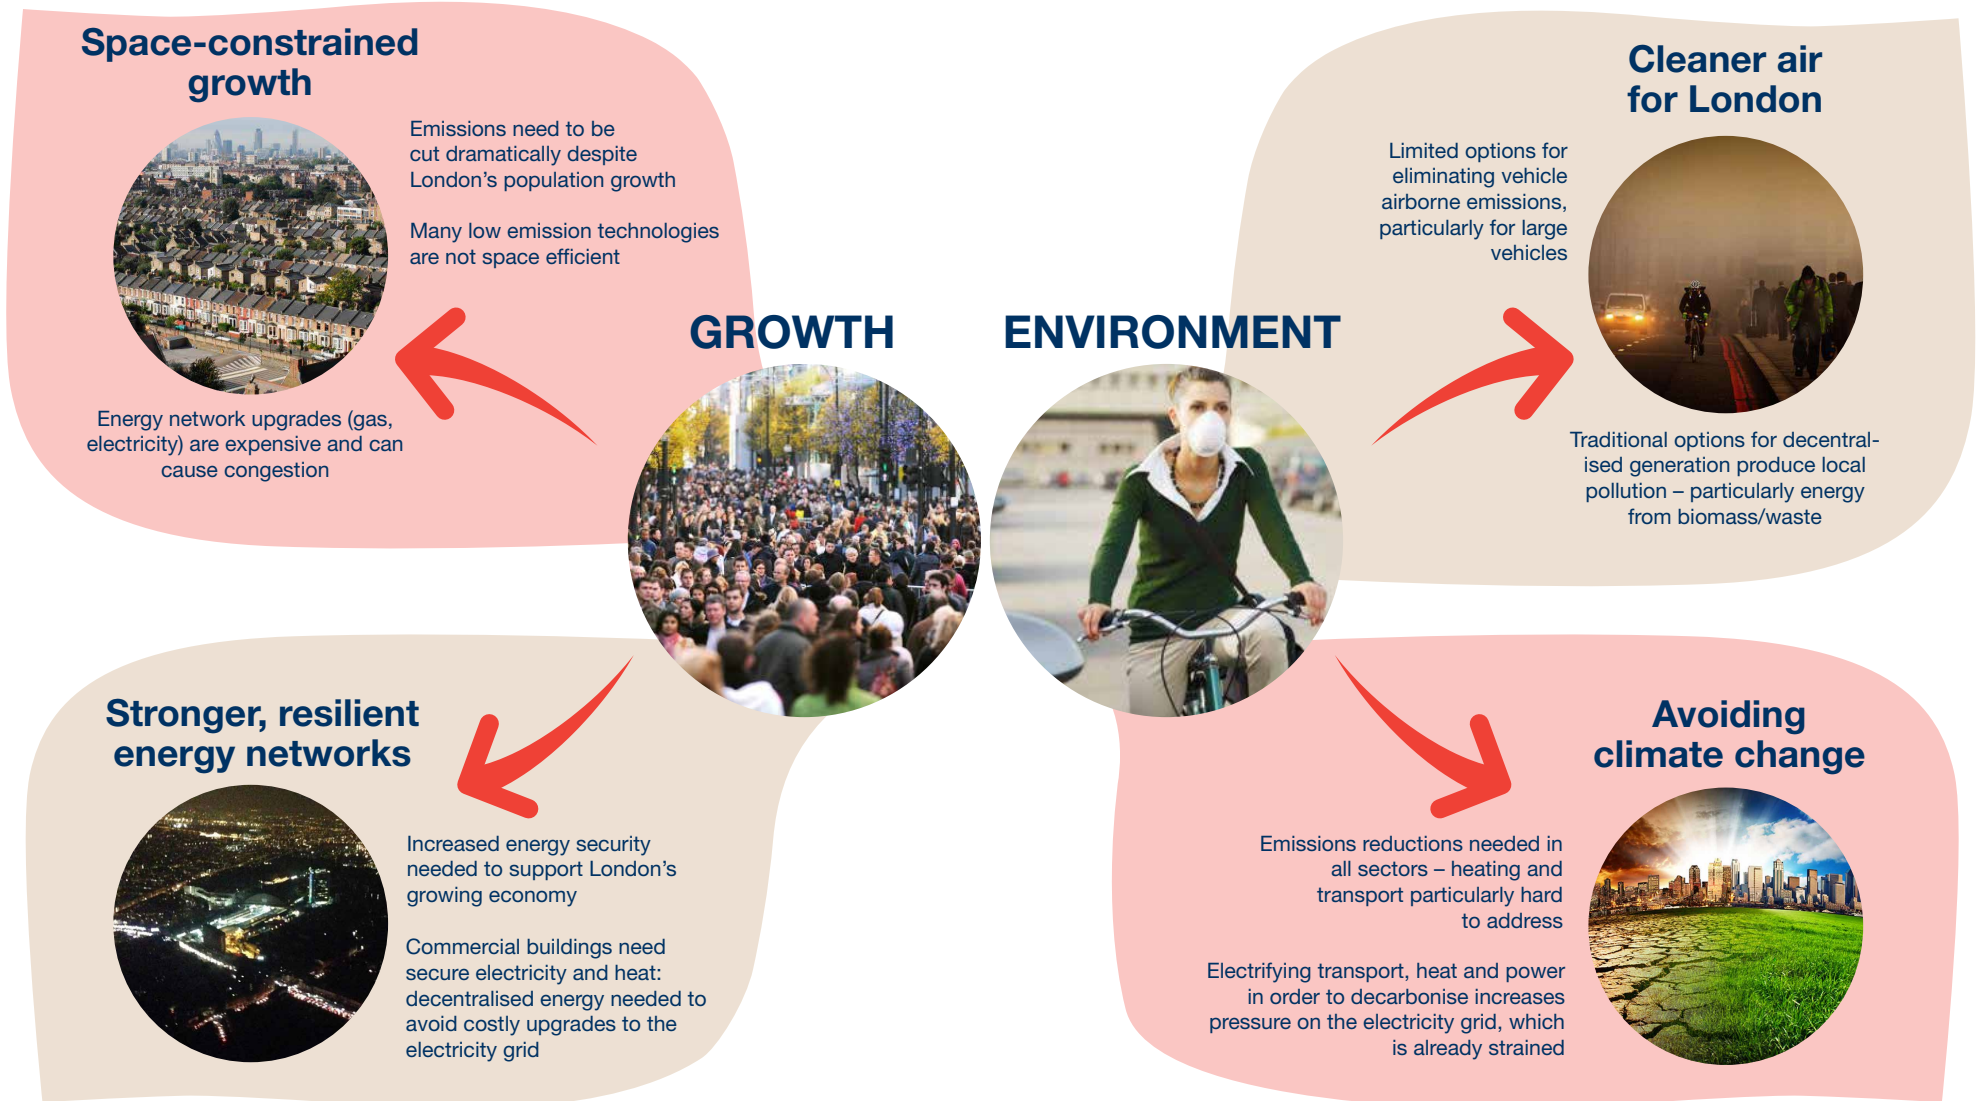 Space-constrained
growth
Emissions need to be
cut dramatically despite
London's population growth
Many low emission technologies
are not space efficient
Energy network upgrades (gas,
electricity) are expensive and can
cause congestion
GROWTH
ENVIRONMENT
Cleaner air
for London
Limited options for
eliminating vehicle
airborne emissions,
particularly for large
vehicles
Traditional options for decentral-
ised generation produce local
pollution – particularly energy
from biomass/waste
Stronger, resilient
energy networks
Increased energy security
needed to support London's
growing economy
Commercial buildings need
secure electricity and heat:
decentralised energy needed to
avoid costly upgrades to the
electricity grid
Avoiding
climate change
Emissions reductions needed in
all sectors – heating and
transport particularly hard
to address
Electrifying transport, heat and power
in order to decarbonise increases
pressure on the electricity grid, which
is already strained